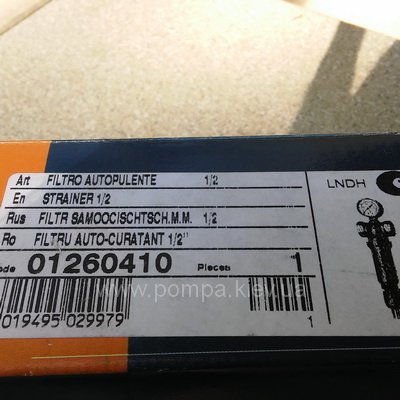 Art FILTRO AUTOPULENTE 1/2
LNDH
En STRAINER 1/2
Rus FILTR SAMOOCISCHTSCH.M.M. 1/2
Ro FILTRU AUTO-CURATANT 1/2"
ode 01260410 Pieces 1
www.pompa.kiev.ua
019495 029979 1